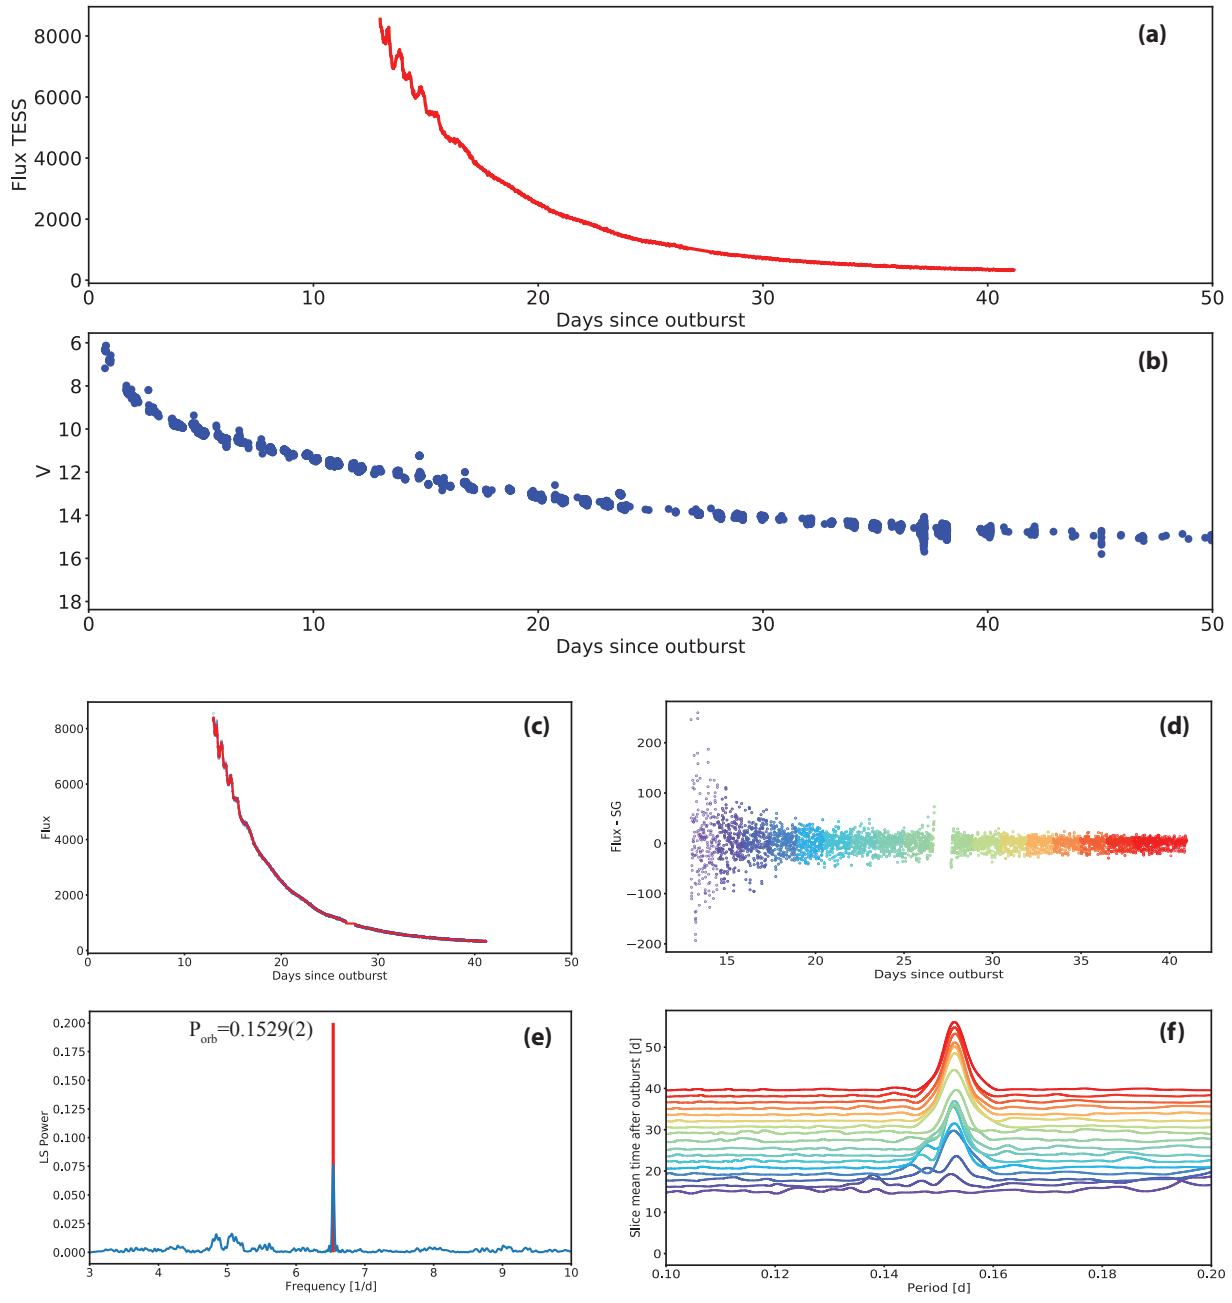 (a)
Flux TESS
8000
6000
4000
2000
0
0 10 20 30 40 50
Days since outburst
(b)
V
6
8
10
12
14
16
18
0 10 20 30 40 50
Days since outburst
(c)
Flux
8000
6000
4000
2000
0
0 10 20 30 40 50
Days since outburst
(d)
Flux - SG
200
100
0
−100
−200
15 20 25 30 35 40
Days since outburst
(e)
P_orb=0.1529(2)
LS Power
0.200
0.175
0.150
0.125
0.100
0.075
0.050
0.025
0.000
3 4 5 6 7 8 9 10
Frequency [1/d]
(f)
Slice mean time after outburst [d]
50
40
30
20
10
0
0.10 0.12 0.14 0.16 0.18 0.20
Period [d]